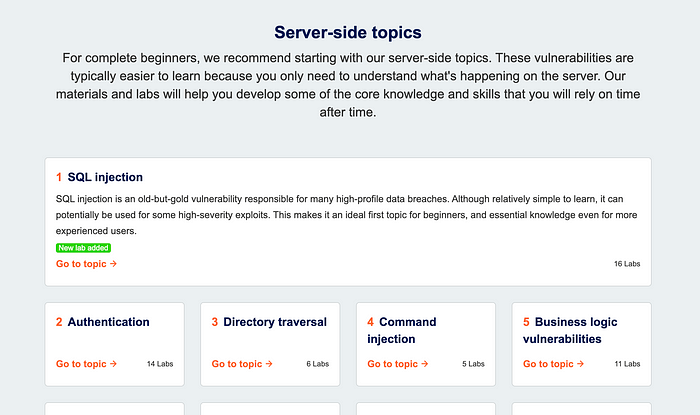 Server-side topics
For complete beginners, we recommend starting with our server-side topics. These vulnerabilities are
typically easier to learn because you only need to understand what's happening on the server. Our
materials and labs will help you develop some of the core knowledge and skills that you will rely on time
after time.
1 SQL injection
SQL injection is an old-but-gold vulnerability responsible for many high-profile data breaches. Although relatively simple to learn, it can
potentially be used for some high-severity exploits. This makes it an ideal first topic for beginners, and essential knowledge even for more
experienced users.
New lab added
Go to topic → 16 Labs
2 Authentication
Go to topic → 14 Labs
3 Directory traversal
Go to topic → 6 Labs
4 Command
injection
Go to topic → 5 Labs
5 Business logic
vulnerabilities
Go to topic → 11 Labs